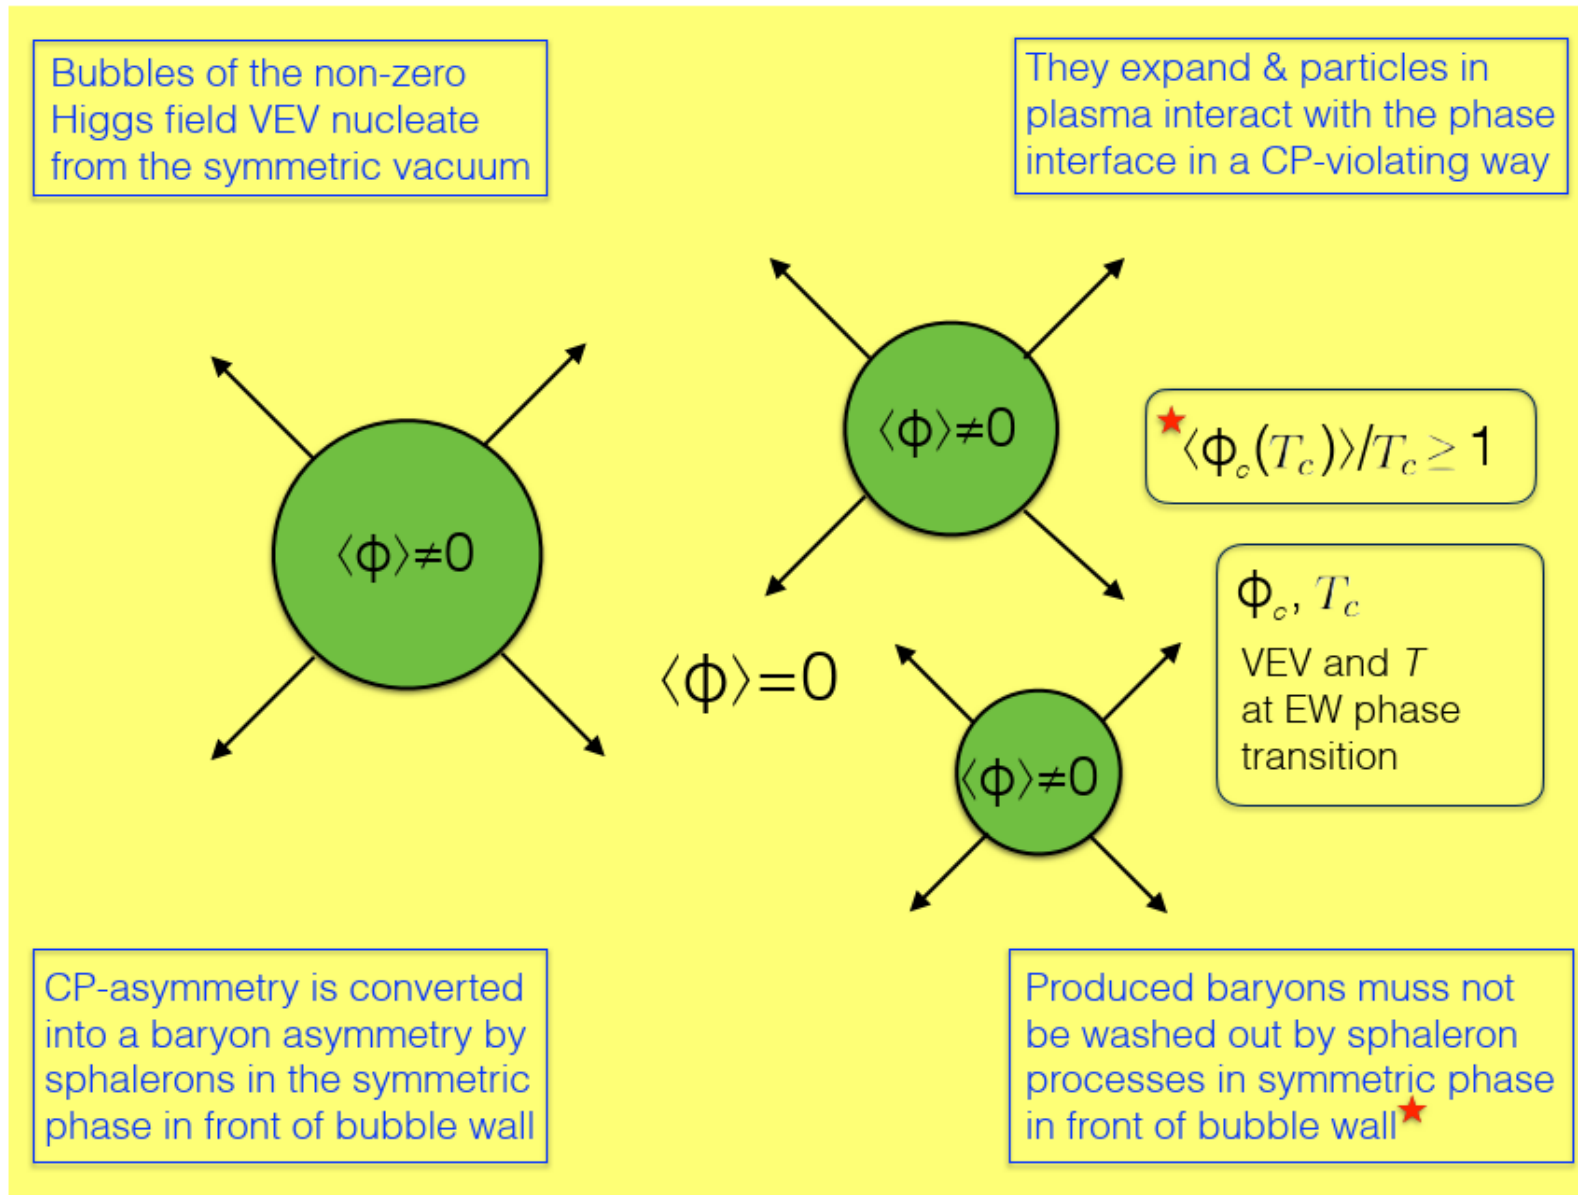 Bubbles of the non-zero
Higgs field VEV nucleate
from the symmetric vacuum
They expand & particles in
plasma interact with the phase
interface in a CP-violating way
⟨ϕ⟩≠0
⟨ϕ⟩≠0
★⟨ϕc(Tc)⟩/Tc ≥ 1
ϕc, Tc
VEV and T
at EW phase
transition
⟨ϕ⟩=0
⟨ϕ⟩≠0
CP-asymmetry is converted
into a baryon asymmetry by
sphalerons in the symmetric
phase in front of bubble wall
Produced baryons muss not
be washed out by sphaleron
processes in symmetric phase
in front of bubble wall★